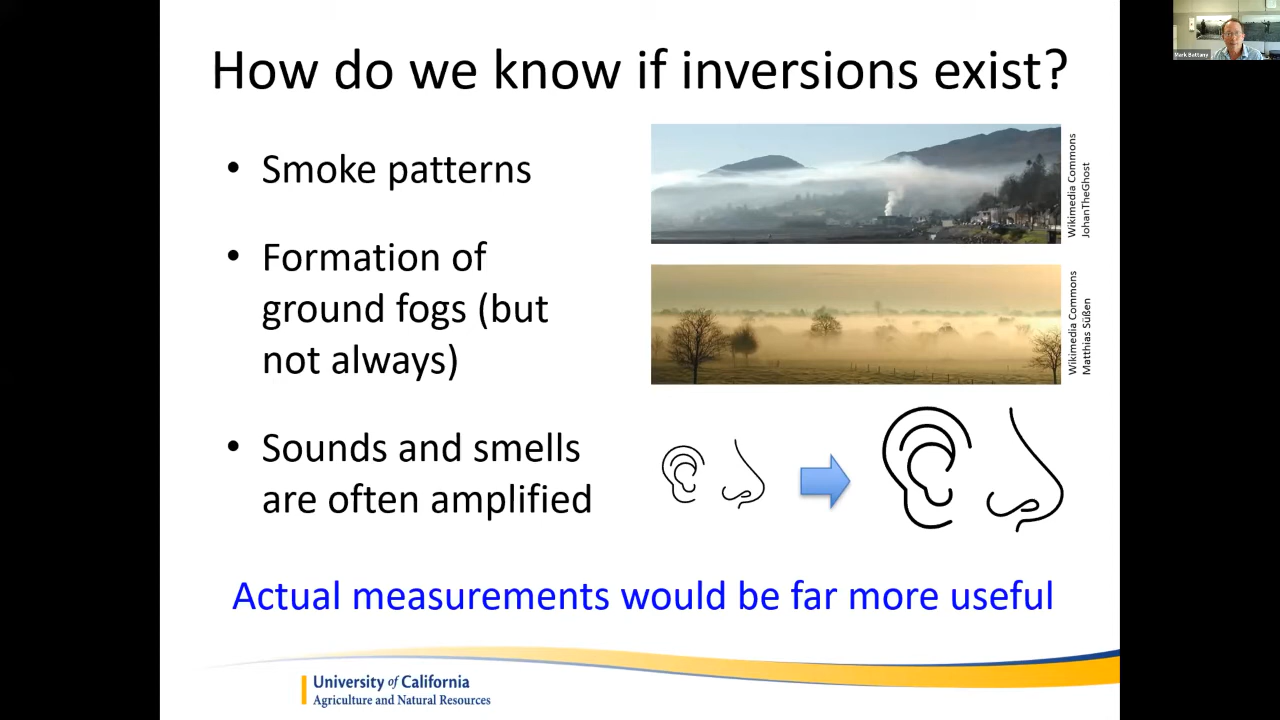 Mark Battany
How do we know if inversions exist?
• Smoke patterns
• Formation of
ground fogs (but
not always)
• Sounds and smells
are often amplified
Wikimedia Commons
JohanTheGhost
Wikimedia Commons
Matthias Süßen
Actual measurements would be far more useful
University of California
Agriculture and Natural Resources